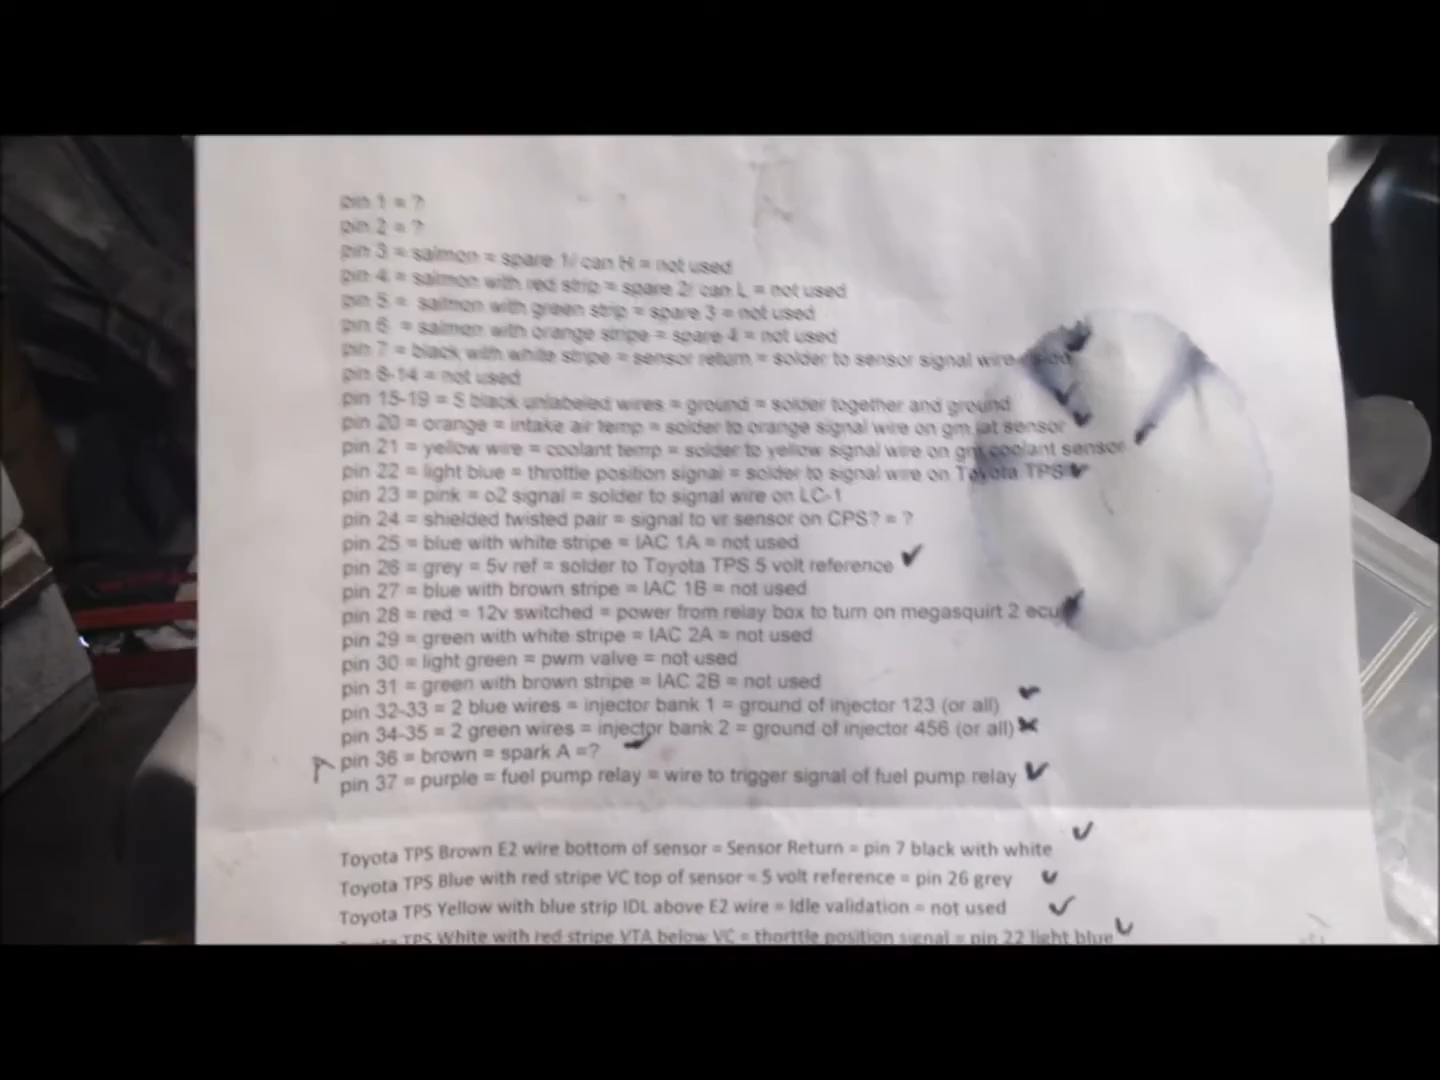 pin 1 = ?
pin 2 = ?
pin 3 = salmon = spare 1/ can H = not used
pin 4 = salmon with red strip = spare 2/ can L = not used
pin 5 = salmon with green strip = spare 3 = not used
pin 6 = salmon with orange stripe = spare 4 = not used
pin 7 = black with white stripe = sensor return = solder to sensor signal wire
pin 8-14 = not used
pin 15-19 = 5 black unlabeled wires = ground = solder together and ground
pin 20 = orange = intake air temp = solder to orange signal wire on gm iat sensor
pin 21 = yellow wire = coolant temp = solder to yellow signal wire on gm coolant sensor
pin 22 = light blue = throttle position signal = solder to signal wire on Toyota TPS
pin 23 = pink = o2 signal = solder to signal wire on LC-1
pin 24 = shielded twisted pair = signal to vr sensor on CPS? = ?
pin 25 = blue with white stripe = IAC 1A = not used
pin 26 = grey = 5v ref = solder to Toyota TPS 5 volt reference
pin 27 = blue with brown stripe = IAC 1B = not used
pin 28 = red = 12v switched = power from relay box to turn on megasquirt 2 ecu
pin 29 = green with white stripe = IAC 2A = not used
pin 30 = light green = pwm valve = not used
pin 31 = green with brown stripe = IAC 2B = not used
pin 32-33 = 2 blue wires = injector bank 1 = ground of injector 123 (or all)
pin 34-35 = 2 green wires = injector bank 2 = ground of injector 456 (or all)
pin 36 = brown = spark A =?
pin 37 = purple = fuel pump relay = wire to trigger signal of fuel pump relay
Toyota TPS Brown E2 wire bottom of sensor = Sensor Return = pin 7 black with white
Toyota TPS Blue with red stripe VC top of sensor = 5 volt reference = pin 26 grey
Toyota TPS Yellow with blue strip IDL above E2 wire = Idle validation = not used
Toyota TPS White with red stripe VTA below VC = thorttle position signal = pin 22 light blue